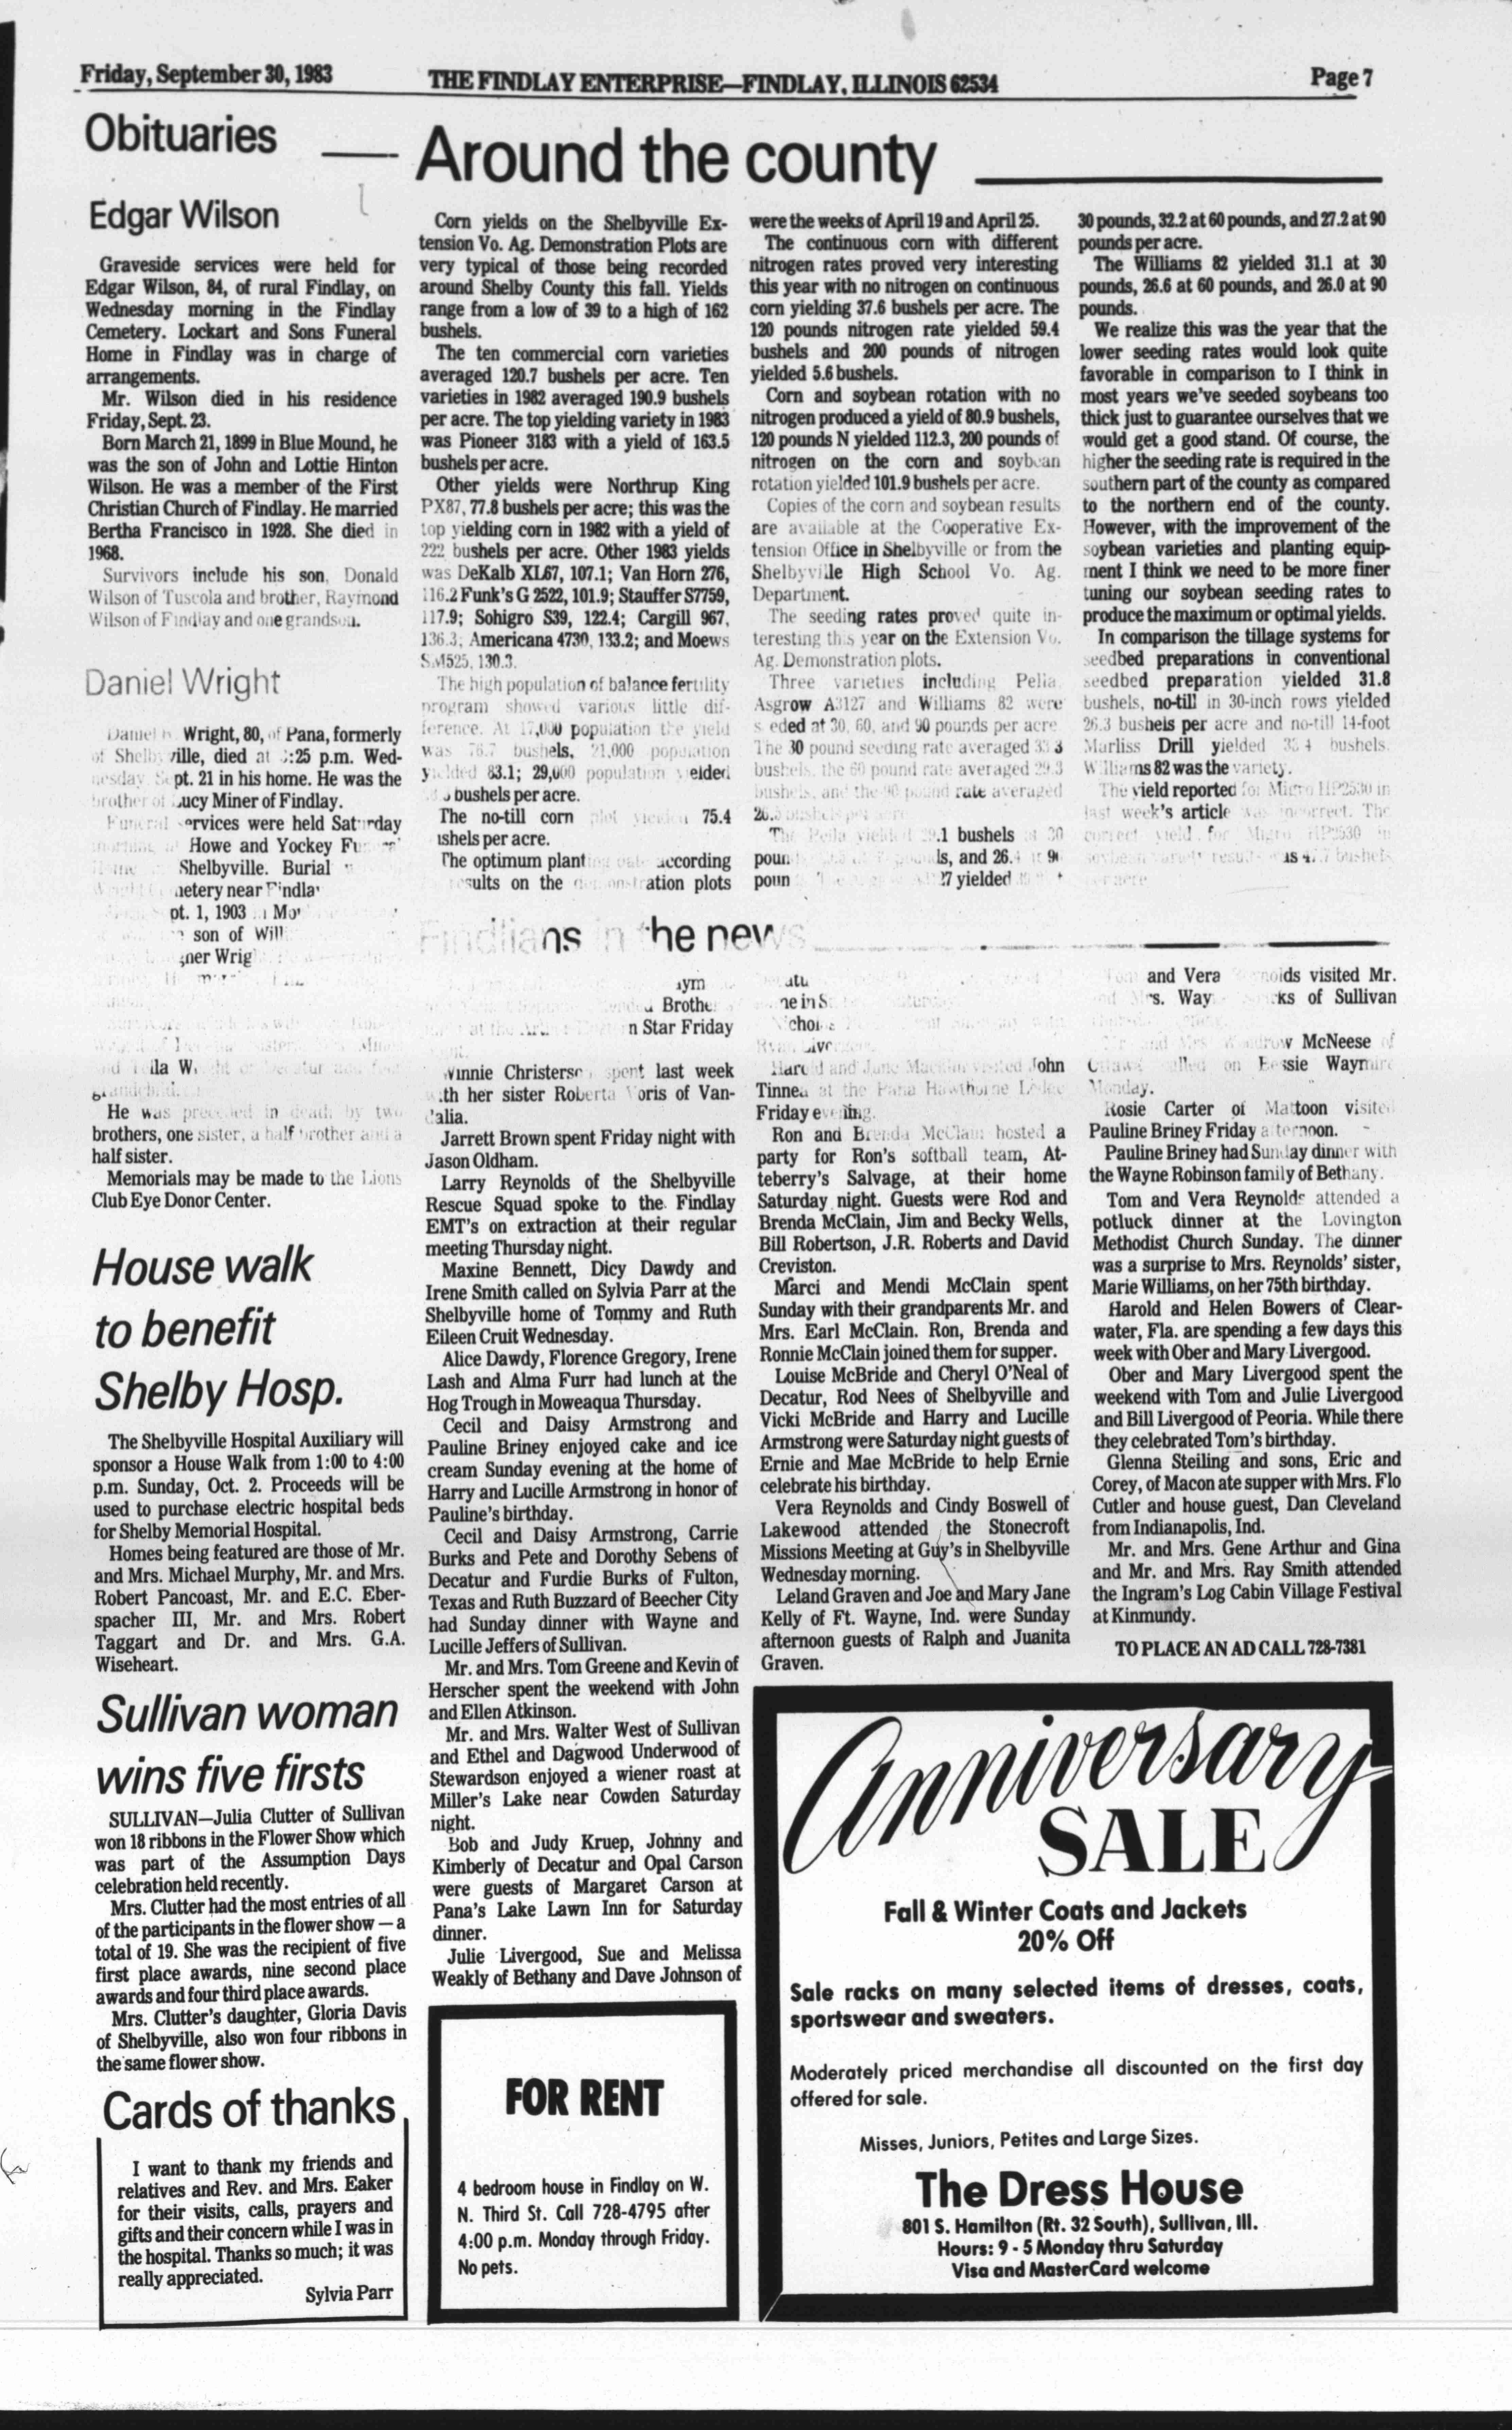 Friday, September 30, 1983
THE FINDLAY ENTERPRISE—FINDLAY, ILLINOIS 62534
Page 7
Obituaries
Edgar Wilson
Graveside services were held for
Edgar Wilson, 84, of rural Findlay, on
Wednesday morning in the Findlay
Cemetery. Lockart and Sons Funeral
Home in Findlay was in charge of
arrangements.
Mr. Wilson died in his residence
Friday, Sept. 23.
Born March 21, 1899 in Blue Mound, he
was the son of John and Lottie Hinton
Wilson. He was a member of the First
Christian Church of Findlay. He married
Bertha Francisco in 1928. She died in
1968.
Survivors include his son, Donald
Wilson of Tuscola and brother, Raymond
Wilson of Findlay and one grandson.
Daniel Wright
Daniel Wright, 80, of Pana, formerly
of Shelbyville, died at :25 p.m. Wed-
nesday Sept. 21 in his home. He was the
brother of Lucy Miner of Findlay.
Funeral services were held Saturday
morning at Howe and Yockey Fu
Shelbyville. Burial
near Findlay
pt. 1, 1903
son of Will
ner Wrig
He was preceded in death by two
brothers, one sister, a half brother and a
half sister.
Memorials may be made to the Lions
Club Eye Donor Center.
House walk
to benefit
Shelby Hosp.
The Shelbyville Hospital Auxiliary will
sponsor a House Walk from 1:00 to 4:00
p.m. Sunday, Oct. 2. Proceeds will be
used to purchase electric hospital beds
for Shelby Memorial Hospital.
Homes being featured are those of Mr.
and Mrs. Michael Murphy, Mr. and Mrs.
Robert Pancoast, Mr. and E.C. Eber-
spacher III, Mr. and Mrs. Robert
Taggart and Dr. and Mrs. G.A.
Wiseheart.
Sullivan woman
wins five firsts
SULLIVAN—Julia Clutter of Sullivan
won 18 ribbons in the Flower Show which
was part of the Assumption Days
celebration held recently.
Mrs. Clutter had the most entries of all
of the participants in the flower show — a
total of 19. She was the recipient of five
first place awards, nine second place
awards and four third place awards.
Mrs. Clutter's daughter, Gloria Davis
of Shelbyville, also won four ribbons in
the same flower show.
Cards of thanks
I want to thank my friends and
relatives and Rev. and Mrs. Eaker
for their visits, calls, prayers and
gifts and their concern while I was in
the hospital. Thanks so much; it was
really appreciated.
Sylvia Parr
Around the county
Corn yields on the Shelbyville Ex-
tension Vo. Ag. Demonstration Plots are
very typical of those being recorded
around Shelby County this fall. Yields
range from a low of 39 to a high of 162
bushels.
The ten commercial corn varieties
averaged 120.7 bushels per acre. Ten
varieties in 1982 averaged 190.9 bushels
per acre. The top yielding variety in 1983
was Pioneer 3183 with a yield of 163.5
bushels per acre.
Other yields were Northrup King
PX87, 77.8 bushels per acre; this was the
top yielding corn in 1982 with a yield of
222 bushels per acre. Other 1983 yields
was DeKalb XL67, 107.1; Van Horn 276,
116.2 Funk's G 2522, 101.9; Stauffer S7759,
117.9; Sohigro S39, 122.4; Cargill 967,
136.3; Americana 4730, 133.2; and Moews
SM525, 130.3.
The high population of balance fertility
program showed various little dif-
ference. At 17,000 population the yield
was 76.7 bushels, 21,000 population
yielded 83.1; 29,000 population yielded
bushels per acre.
The no-till corn plot yielded 75.4
bushels per acre.
The optimum planting date according
results on the demonstration plots
were the weeks of April 19 and April 25.
The continuous corn with different
nitrogen rates proved very interesting
this year with no nitrogen on continuous
corn yielding 37.6 bushels per acre. The
120 pounds nitrogen rate yielded 59.4
bushels and 200 pounds of nitrogen
yielded 5.6 bushels.
Corn and soybean rotation with no
nitrogen produced a yield of 80.9 bushels,
120 pounds N yielded 112.3, 200 pounds of
nitrogen on the corn and soybean
rotation yielded 101.9 bushels per acre.
Copies of the corn and soybean results
are available at the Cooperative Ex-
tension Office in Shelbyville or from the
Shelbyville High School Vo. Ag.
Department.
The seeding rates proved quite in-
teresting this year on the Extension Vo.
Ag. Demonstration plots.
Three varieties including Pella,
Asgrow A3127 and Williams 82 were
seeded at 30, 60, and 90 pounds per acre.
The 30 pound seeding rate averaged 33.3
bushels, the 60 pound rate averaged 29.3
bushels, and the 90 pound rate averaged
26.5 bushels per acre.
The Pella yielded 29.1 bushels at 30
pounds, and 26.
27 yielded
30 pounds, 32.2 at 60 pounds, and 27.2 at 90
pounds per acre.
The Williams 82 yielded 31.1 at 30
pounds, 26.6 at 60 pounds, and 26.0 at 90
pounds.
We realize this was the year that the
lower seeding rates would look quite
favorable in comparison to I think in
most years we've seeded soybeans too
thick just to guarantee ourselves that we
would get a good stand. Of course, the
higher the seeding rate is required in the
southern part of the county as compared
to the northern end of the county.
However, with the improvement of the
soybean varieties and planting equip-
ment I think we need to be more finer
tuning our soybean seeding rates to
produce the maximum or optimal yields.
In comparison the tillage systems for
seedbed preparations in conventional
seedbed preparation yielded 31.8
bushels, no-till in 30-inch rows yielded
26.3 bushels per acre and no-till 14-foot
Marliss Drill yielded bushels.
Williams 82 was the variety.
The yield reported for Migro HP2530 in
last week's article was incorrect. The
correct yield for Migro HP2530 in
soybean variety results was bushels
per acre.
Findlians in the news
Brothe
n Star Friday
Winnie Christerson spent last week
with her sister Roberta Voris of Van-
dalia.
Jarrett Brown spent Friday night with
Jason Oldham.
Larry Reynolds of the Shelbyville
Rescue Squad spoke to the Findlay
EMT's on extraction at their regular
meeting Thursday night.
Maxine Bennett, Dicy Dawdy and
Irene Smith called on Sylvia Parr at the
Shelbyville home of Tommy and Ruth
Eileen Cruit Wednesday.
Alice Dawdy, Florence Gregory, Irene
Lash and Alma Furr had lunch at the
Hog Trough in Moweaqua Thursday.
Cecil and Daisy Armstrong and
Pauline Briney enjoyed cake and ice
cream Sunday evening at the home of
Harry and Lucille Armstrong in honor of
Pauline's birthday.
Cecil and Daisy Armstrong, Carrie
Burks and Pete and Dorothy Sebens of
Decatur and Furdie Burks of Fulton,
Texas and Ruth Buzzard of Beecher City
had Sunday dinner with Wayne and
Lucille Jeffers of Sullivan.
Mr. and Mrs. Tom Greene and Kevin of
Herscher spent the weekend with John
and Ellen Atkinson.
Mr. and Mrs. Walter West of Sullivan
and Ethel and Dagwood Underwood of
Stewardson enjoyed a wiener roast at
Miller's Lake near Cowden Saturday
night.
Bob and Judy Kruep, Johnny and
Kimberly of Decatur and Opal Carson
were guests of Margaret Carson at
Pana's Lake Lawn Inn for Saturday
dinner.
Julie Livergood, Sue and Melissa
Weakly of Bethany and Dave Johnson of
Harold and June Macklin visited John
Tinnea at the Pana Hawthorne Lodge
Friday evening.
Ron and Brenda McClain hosted a
party for Ron's softball team, At-
teberry's Salvage, at their home
Saturday night. Guests were Rod and
Brenda McClain, Jim and Becky Wells,
Bill Robertson, J.R. Roberts and David
Creviston.
Marci and Mendi McClain spent
Sunday with their grandparents Mr. and
Mrs. Earl McClain. Ron, Brenda and
Ronnie McClain joined them for supper.
Louise McBride and Cheryl O'Neal of
Decatur, Rod Nees of Shelbyville and
Vicki McBride and Harry and Lucille
Armstrong were Saturday night guests of
Ernie and Mae McBride to help Ernie
celebrate his birthday.
Vera Reynolds and Cindy Boswell of
Lakewood attended the Stonecroft
Missions Meeting at Guy's in Shelbyville
Wednesday morning.
Leland Graven and Joe and Mary Jane
Kelly of Ft. Wayne, Ind. were Sunday
afternoon guests of Ralph and Juanita
Graven.
Tom and Vera Reynolds visited Mr.
and Mrs. of Sullivan
Mr. and Mrs. Woodrow McNeese of
Ottawa called on Bessie Waymire
Monday.
Rosie Carter of Mattoon visited
Pauline Briney Friday afternoon.
Pauline Briney had Sunday dinner with
the Wayne Robinson family of Bethany.
Tom and Vera Reynolds attended a
potluck dinner at the Lovington
Methodist Church Sunday. The dinner
was a surprise to Mrs. Reynolds' sister,
Marie Williams, on her 75th birthday.
Harold and Helen Bowers of Clear-
water, Fla. are spending a few days this
week with Ober and Mary Livergood.
Ober and Mary Livergood spent the
weekend with Tom and Julie Livergood
and Bill Livergood of Peoria. While there
they celebrated Tom's birthday.
Glenna Steiling and sons, Eric and
Corey, of Macon ate supper with Mrs. Flo
Cutler and house guest, Dan Cleveland
from Indianapolis, Ind.
Mr. and Mrs. Gene Arthur and Gina
and Mr. and Mrs. Ray Smith attended
the Ingram's Log Cabin Village Festival
at Kinmundy.
TO PLACE AN AD CALL 728-7381
FOR RENT
4 bedroom house in Findlay on W.
N. Third St. Call 728-4795 after
4:00 p.m. Monday through Friday.
No pets.
Anniversary
SALE
Fall & Winter Coats and Jackets
20% Off
Sale racks on many selected items of dresses, coats,
sportswear and sweaters.
Moderately priced merchandise all discounted on the first day
offered for sale.
Misses, Juniors, Petites and Large Sizes.
The Dress House
801 S. Hamilton (Rt. 32 South), Sullivan, Ill.
Hours: 9 - 5 Monday thru Saturday
Visa and MasterCard welcome